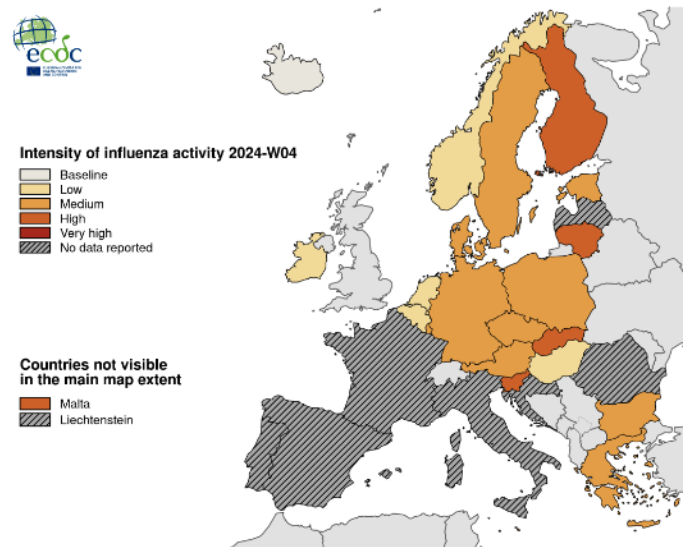 ecdc
Intensity of influenza activity 2024-W04
Baseline
Low
Medium
High
Very high
No data reported
Countries not visible
in the main map extent
Malta
Liechtenstein